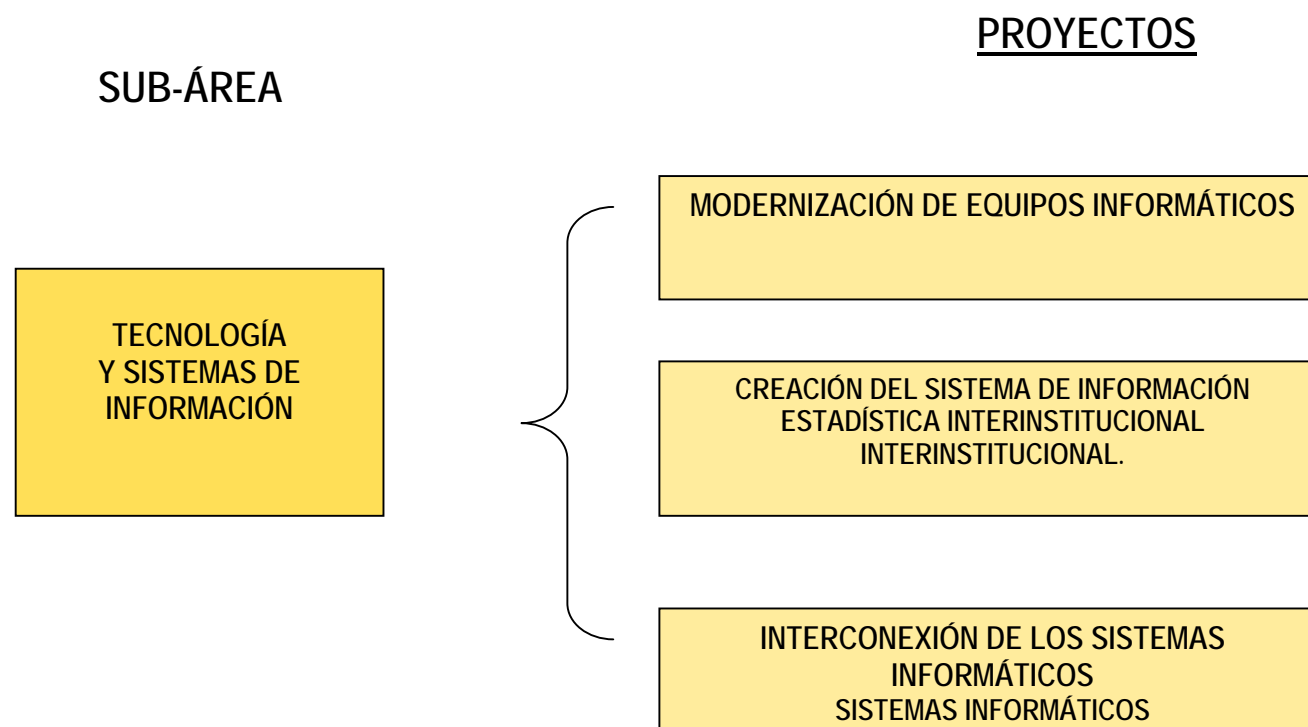 PROYECTOS
SUB-ÁREA
TECNOLOGÍA
Y SISTEMAS DE
INFORMACIÓN
MODERNIZACIÓN DE EQUIPOS INFORMÁTICOS
CREACIÓN DEL SISTEMA DE INFORMACIÓN
ESTADÍSTICA INTERINSTITUCIONAL
INTERINSTITUCIONAL.
INTERCONEXIÓN DE LOS SISTEMAS
INFORMÁTICOS
SISTEMAS INFORMÁTICOS